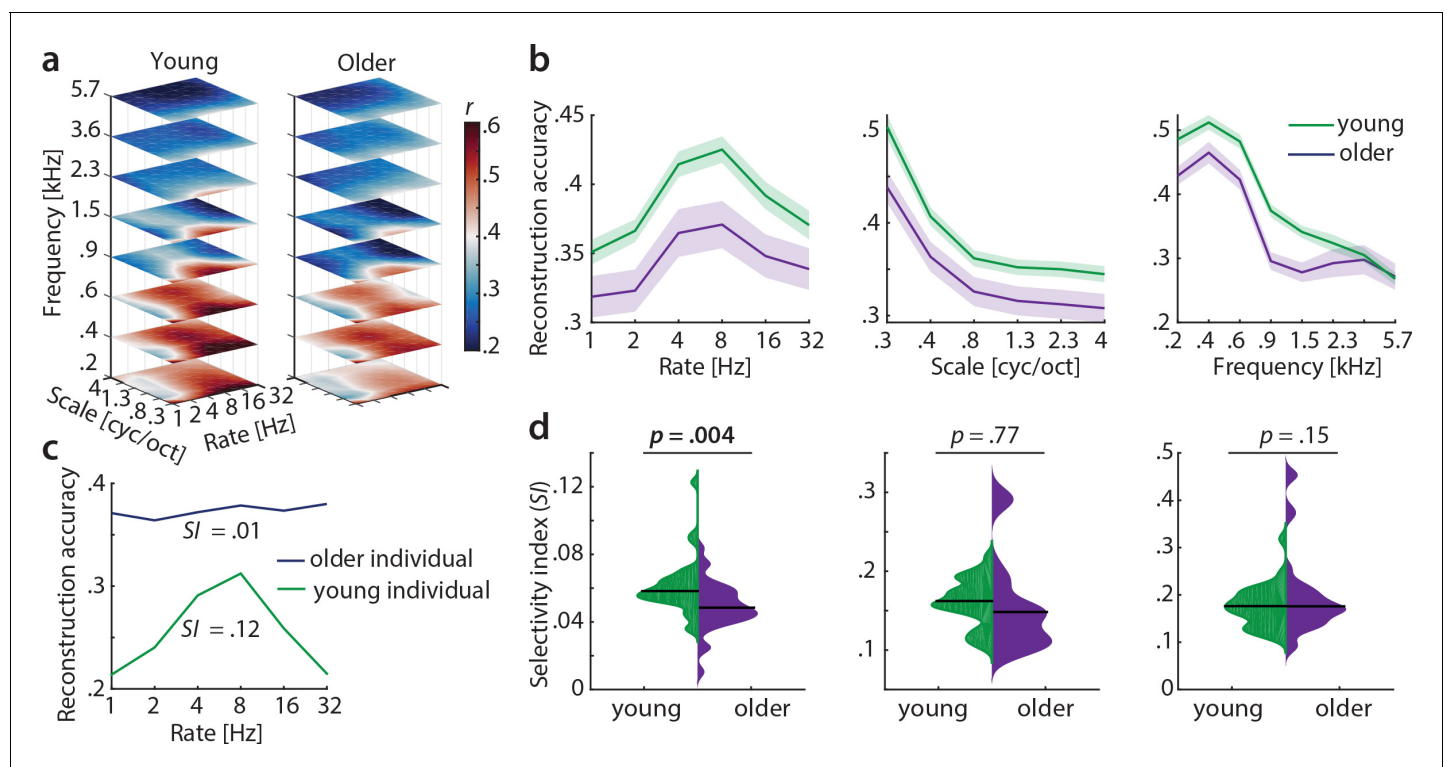 a
Young
Older
5.7
3.6
2.3
1.5
.9
.6
.4
.2
Frequency [kHz]
4
1.3
.8
.3
Scale [cyc/oct]
1
2
4
8
16
32
Rate [Hz]
r
.6
.5
.4
.3
.2
b
Reconstruction accuracy
.45
.4
.35
.3
1 2 4 8 16 32
Rate [Hz]
.5
.4
.3
.3 .4 .8 1.3 2.3 4
Scale [cyc/oct]
.5
.4
.3
.2
.2 .4 .6 .9 1.5 2.3 5.7
Frequency [kHz]
young
older
c
Reconstruction accuracy
.4
.3
.2
SI = .01
SI = .12
older individual
young individual
1 2 4 8 16 32
Rate [Hz]
d
Selectivity index (SI)
p = .004
.12
.08
.04
0
young older
p = .77
.3
.2
.1
young older
p = .15
.5
.4
.3
.2
.1
0
young older